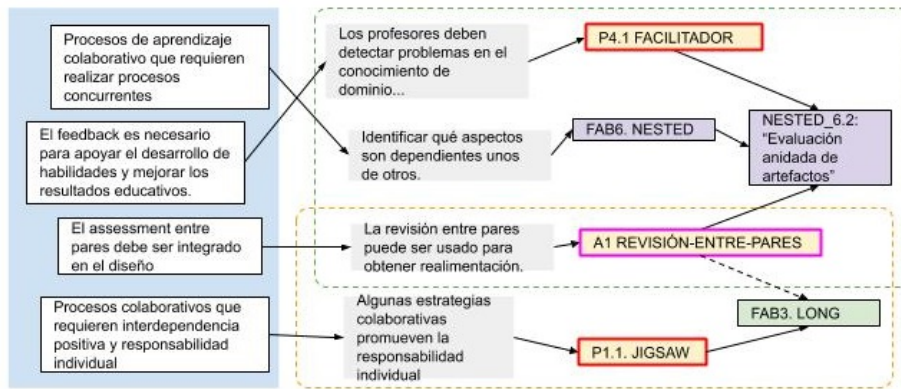 Procesos de aprendizaje
colaborativo que requieren
realizar procesos
concurrentes
El feedback es necesario
para apoyar el desarrollo de
habilidades y mejorar los
resultados educativos.
El assessment entre
pares debe ser integrado
en el diseño
Procesos colaborativos que
requieren interdependencia
positiva y responsabilidad
individual
Los profesores deben
detectar problemas en el
conocimiento de
dominio...
Identificar qué aspectos
son dependientes unos
de otros.
La revisión entre pares
puede ser usado para
obtener realimentación.
Algunas estrategias
colaborativas
promueven la
responsabilidad
individual
P4.1 FACILITADOR
FAB6. NESTED
A1 REVISIÓN-ENTRE-PARES
P1.1. JIGSAW
NESTED_6.2:
“Evaluación
anidada de
artefactos”
FAB3. LONG